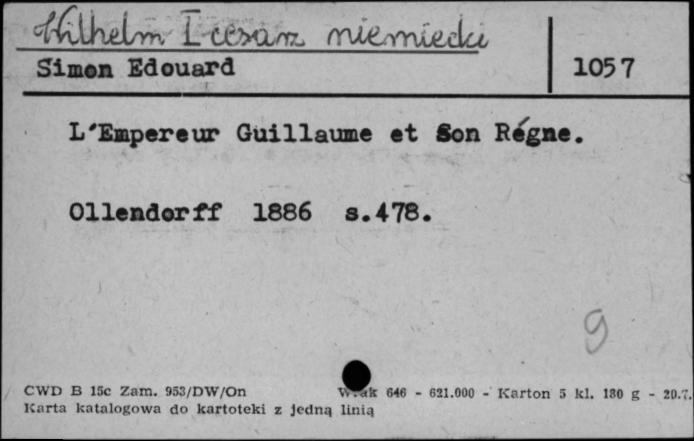 Wilhelm I cesarz niemiecki
Simon Edouard 1057
L'Empereur Guillaume et Son Régne.
Ollendorff 1886 s.478.
9
CWD B 15c Zam. 953/DW/On 646 - 621.000 - Karton 5 kl. 180 g - 20.7.
Karta katalogowa do kartoteki z jedną linią